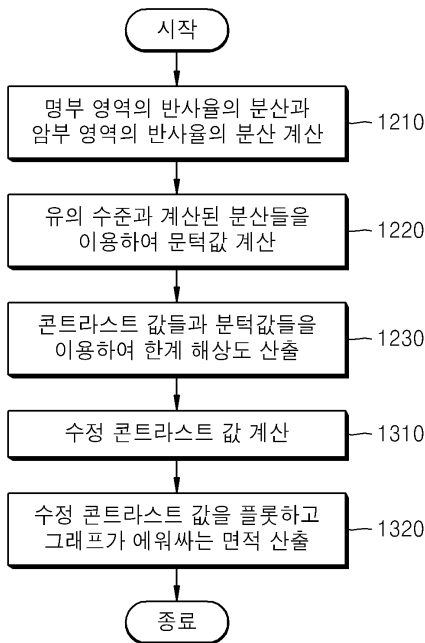 시작
명부 영역의 반사율의 분산과
암부 영역의 반사율의 분산 계산
1210
유의 수준과 계산된 분산들을
이용하여 문턱값 계산
1220
콘트라스트 값들과 문턱값들을
이용하여 한계 해상도 산출
1230
수정 콘트라스트 값 계산
1310
수정 콘트라스트 값을 플롯하고
그래프가 에워싸는 면적 산출
1320
종료